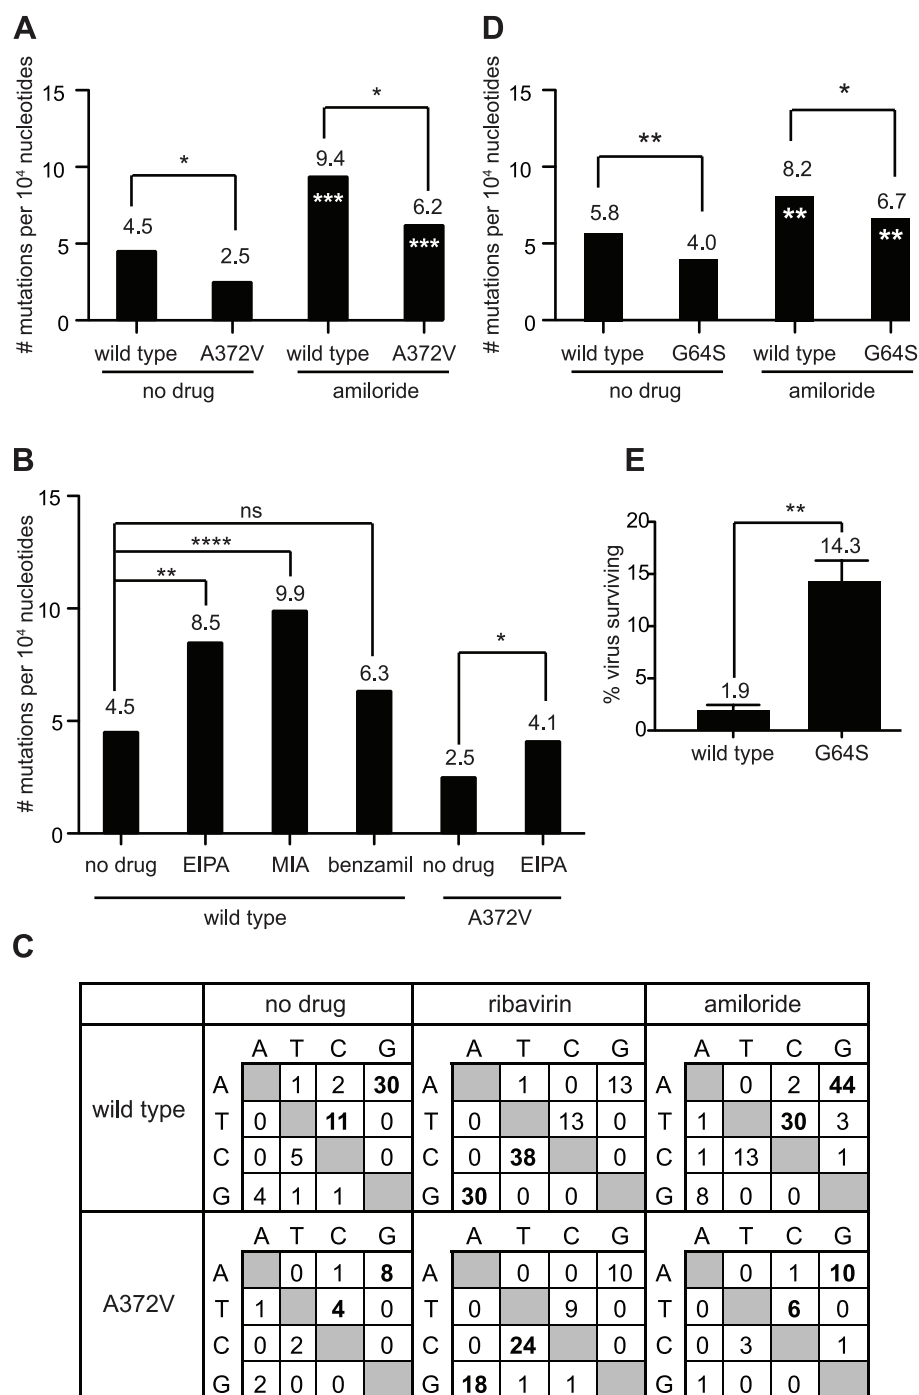 A
# mutations per 10⁴ nucleotides
15
10
5
0
*
*
4.5
2.5
9.4
***
6.2
***
wild type A372V wild type A372V
no drug amiloride
D
# mutations per 10⁴ nucleotides
15
10
5
0
**
*
5.8
4.0
8.2
**
6.7
**
wild type G64S wild type G64S
no drug amiloride
B
# mutations per 10⁴ nucleotides
15
10
5
0
ns
****
**
*
4.5
8.5
9.9
6.3
2.5
4.1
no drug EIPA MIA benzamil no drug EIPA
wild type A372V
E
% virus surviving
20
15
10
5
0
**
1.9
14.3
wild type G64S
C
no drug ribavirin amiloride
wild type
A T C G A T C G A T C G
A 1 2 30 A 1 0 13 A 0 2 44
T 0 11 0 T 0 13 0 T 1 30 3
C 0 5 0 C 0 38 0 C 1 13 1
G 4 1 1 G 30 0 0 G 8 0 0
A372V
A T C G A T C G A T C G
A 0 1 8 A 0 0 10 A 0 1 10
T 1 4 0 T 0 9 0 T 0 6 0
C 0 2 0 C 0 24 0 C 0 3 1
G 2 0 0 G 18 1 1 G 1 0 0